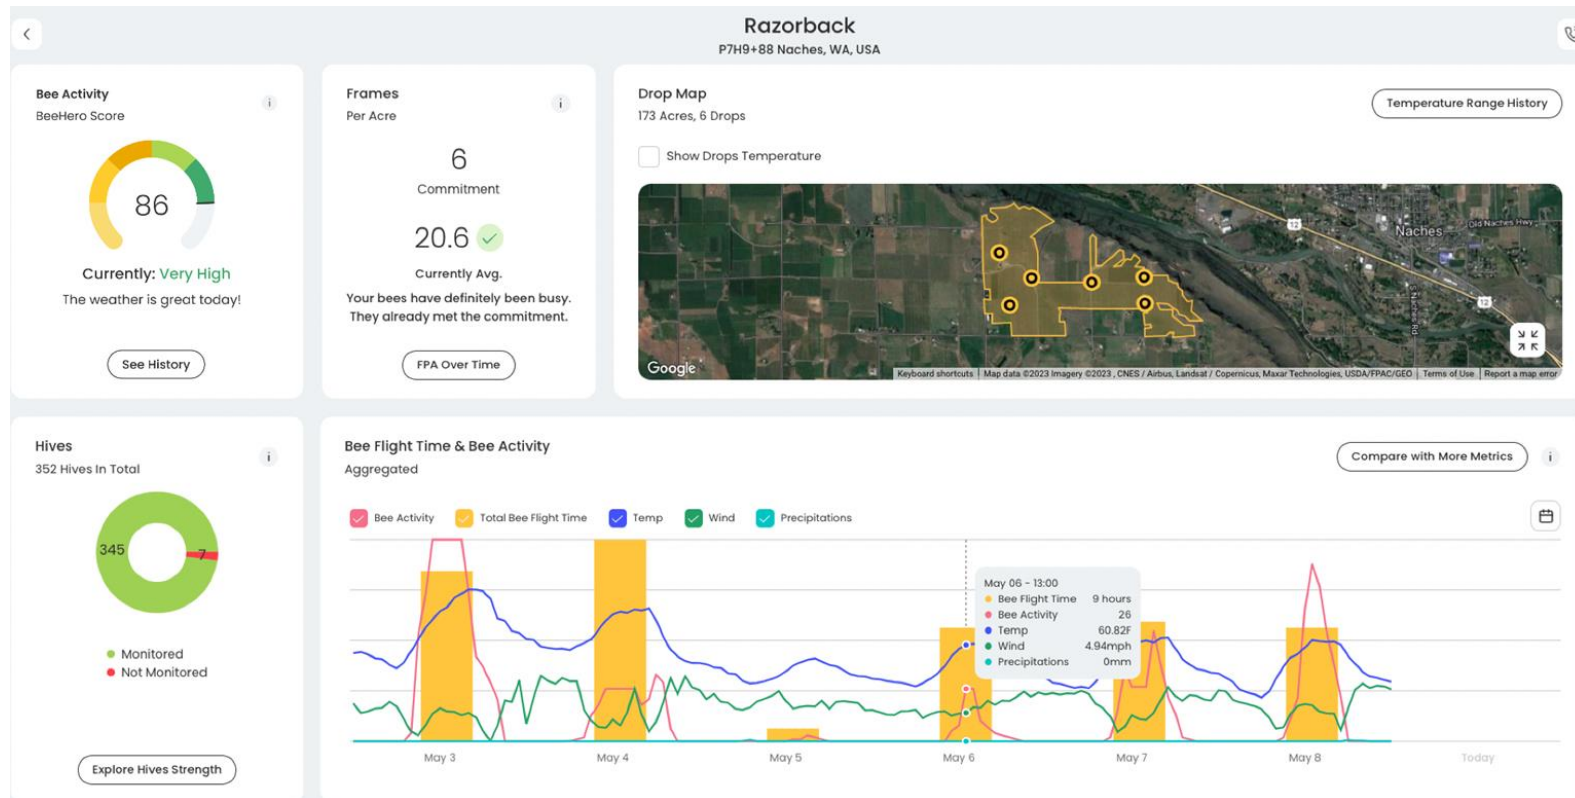 Razorback
P7H9+88 Naches, WA, USA
Bee Activity
BeeHero Score
i
86
Currently: Very High
The weather is great today!
See History
Frames
Per Acre
i
6
Commitment
20.6
Currently Avg.
Your bees have definitely been busy.
They already met the commitment.
FPA Over Time
Drop Map
173 Acres, 6 Drops
Temperature Range History
Show Drops Temperature
12
Old Naches Hwy
Naches
12
S Naches Rd
Google
Keyboard shortcuts
Map data ©2023 Imagery ©2023 , CNES / Airbus, Landsat / Copernicus, Maxar Technologies, USDA/FPAC/GEO
Terms of Use
Report a map error
Hives
352 Hives In Total
i
345
7
Monitored
Not Monitored
Explore Hives Strength
Bee Flight Time & Bee Activity
Aggregated
Compare with More Metrics
i
Bee Activity
Total Bee Flight Time
Temp
Wind
Precipitations
May 06 - 13:00
Bee Flight Time 9 hours
Bee Activity 26
Temp 60.82F
Wind 4.94mph
Precipitations 0mm
May 3
May 4
May 5
May 6
May 7
May 8
Today